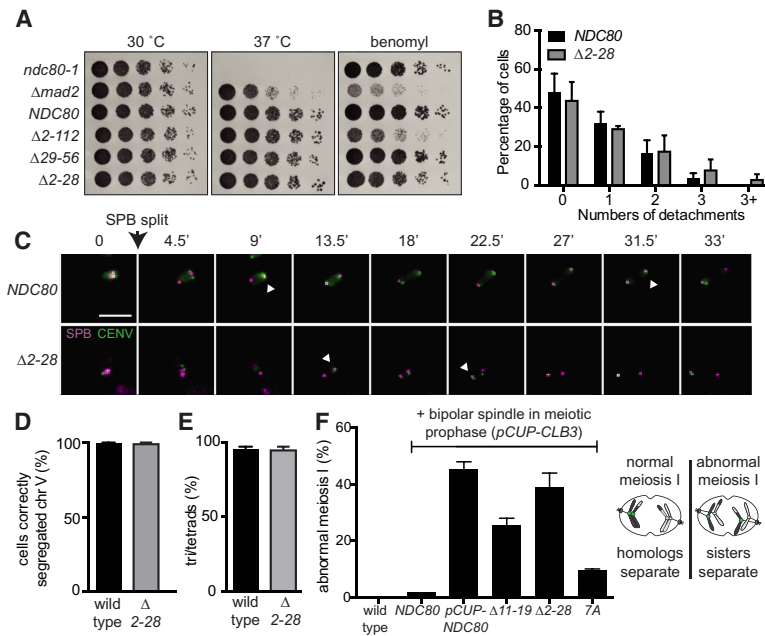 A
30 ˚C
37 ˚C
benomyl
ndc80-1
Δmad2
NDC80
Δ2-112
Δ29-56
Δ2-28
B
Percentage of cells
80
60
40
20
0
NDC80
Δ2-28
0 1 2 3 3+
Numbers of detachments
SPB split
C
0 4.5' 9' 13.5' 18' 22.5' 27' 31.5' 33'
NDC80
SPB CENV
Δ2-28
D
cells correctly
segregated chr V (%)
100
50
0
wild
type
Δ
2-28
E
tri/tetrads (%)
100
50
0
wild
type
Δ
2-28
F
+ bipolar spindle in meiotic
prophase (pCUP-CLB3)
abnormal meiosis I (%)
60
40
20
0
wild
type
NDC80
pCUP-
NDC80
Δ11-19
Δ2-28
7A
normal
meiosis I
homologs
separate
abnormal
meiosis I
sisters
separate